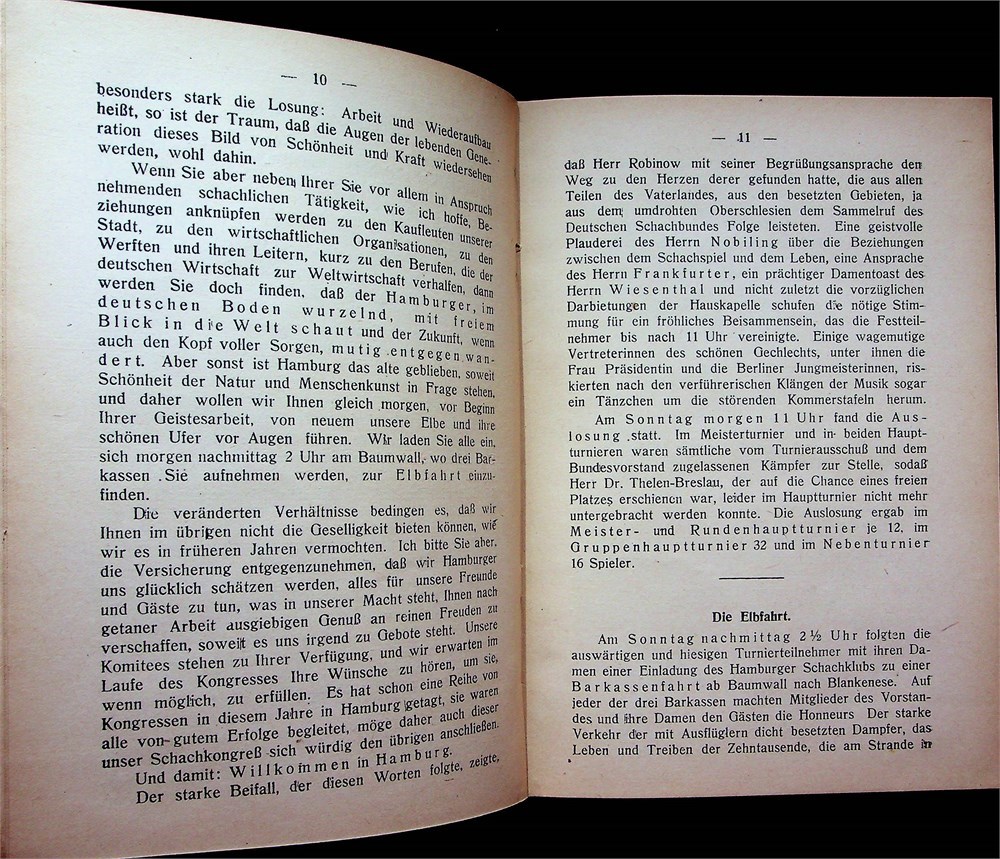 — 10 —
besonders stark die Losung: Arbeit und Wiederaufbau
heißt, so ist der Traum, daß die Augen der lebenden Gene-
ration dieses Bild von Schönheit und Kraft wiedersehen
werden, wohl dahin.
Wenn Sie aber neben Ihrer Sie vor allem in Anspruch
nehmenden schachlichen Tätigkeit, wie ich hoffe, Be-
ziehungen anknüpfen werden zu den Kaufleuten unserer
Stadt, zu den wirtschaftlichen Organisationen, zu den
Werften und ihren Leitern, kurz zu den Berufen, die der
deutschen Wirtschaft zur Weltwirtschaft verhalfen, dann
werden Sie doch finden, daß der Hamburger, im
deutschen Boden wurzelnd, mit freiem
Blick in die Welt schaut und der Zukunft, wenn
auch den Kopf voller Sorgen, mutig entgegen wan-
dert. Aber sonst ist Hamburg das alte geblieben, soweit
Schönheit der Natur und Menschenkunst in Frage stehen,
und daher wollen wir Ihnen gleich morgen, vor Beginn
Ihrer Geistesarbeit, von neuem unsere Elbe und ihre
schönen Ufer vor Augen führen. Wir laden Sie alle ein,
sich morgen nachmittag 2 Uhr am Baumwall, wo drei Bar-
kassen Sie aufnehmen werden, zur Elbfahrt einzu-
finden.
Die veränderten Verhältnisse bedingen es, daß wir
Ihnen im übrigen nicht die Geselligkeit bieten können, wie
wir es in früheren Jahren vermochten. Ich bitte Sie aber,
die Versicherung entgegenzunehmen, daß wir Hamburger
uns glücklich schätzen werden, alles für unsere Freunde
und Gäste zu tun, was in unserer Macht steht, Ihnen nach
getaner Arbeit ausgiebigen Genuß an reinen Freuden zu
verschaffen, soweit es uns irgend zu Gebote steht. Unsere
Komitees stehen zu Ihrer Verfügung, und wir erwarten im
Laufe des Kongresses Ihre Wünsche zu hören, um sie,
wenn möglich, zu erfüllen. Es hat schon eine Reihe von
Kongressen in diesem Jahre in Hamburg getagt, sie waren
alle von gutem Erfolge begleitet, möge daher auch dieser
unser Schachkongreß sich würdig den übrigen anschließen.
Und damit: Willkommen in Hamburg.
Der starke Beifall, der diesen Worten folgte, zeigte,
— 11 —
daß Herr Robinow mit seiner Begrüßungsansprache den
Weg zu den Herzen derer gefunden hatte, die aus allen
Teilen des Vaterlandes, aus den besetzten Gebieten, ja
aus dem umdrohten Oberschlesien dem Sammelruf des
Deutschen Schachbundes Folge leisteten. Eine geistvolle
Plauderei des Herrn Nobiling über die Beziehungen
zwischen dem Schachspiel und dem Leben, eine Ansprache
des Herrn Frankfurter, ein prächtiger Damentoast des
Herrn Wiesenthal und nicht zuletzt die vorzüglichen
Darbietungen der Hauskapelle schufen die nötige Stim-
mung für ein fröhliches Beisammensein, das die Festteil-
nehmer bis nach 11 Uhr vereinigte. Einige wagemutige
Vertreterinnen des schönen Gechlechts, unter ihnen die
Frau Präsidentin und die Berliner Jungmeisterinnen, ris-
kierten nach den verführerischen Klängen der Musik sogar
ein Tänzchen um die störenden Kommerstafeln herum.
Am Sonntag morgen 11 Uhr fand die Aus-
losung statt. Im Meisterturnier und in beiden Haupt-
turnieren waren sämtliche vom Turnierausschuß und dem
Bundesvorstand zugelassenen Kämpfer zur Stelle, sodaß
Herr Dr. Thelen-Breslau, der auf die Chance eines freien
Platzes erschienen war, leider im Hauptturnier nicht mehr
untergebracht werden konnte. Die Auslosung ergab im
Meister- und Rundenhauptturnier je 12, im
Gruppenhauptturnier 32 und im Nebenturnier
16 Spieler.
Die Elbfahrt.
Am Sonntag nachmittag 2½ Uhr folgten die
auswärtigen und hiesigen Turnierteilnehmer mit ihren Da-
men einer Einladung des Hamburger Schachklubs zu einer
Barkassenfahrt ab Baumwall nach Blankenese. Auf
jeder der drei Barkassen machten Mitglieder des Vorstan-
des und ihre Damen den Gästen die Honneurs Der starke
Verkehr der mit Ausflüglern dicht besetzten Dampfer, das
Leben und Treiben der Zehntausende, die am Strande in